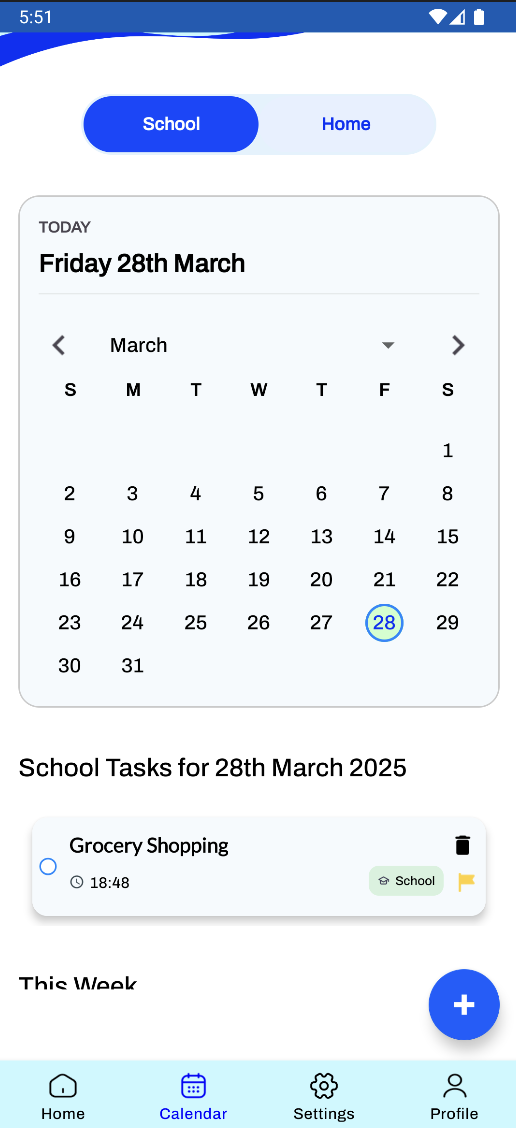 5:51
School Home
TODAY
Friday 28th March
March
S M T W T F S
1
2 3 4 5 6 7 8
9 10 11 12 13 14 15
16 17 18 19 20 21 22
23 24 25 26 27 28 29
30 31
School Tasks for 28th March 2025
Grocery Shopping
18:48 School
This Week
Home Calendar Settings Profile